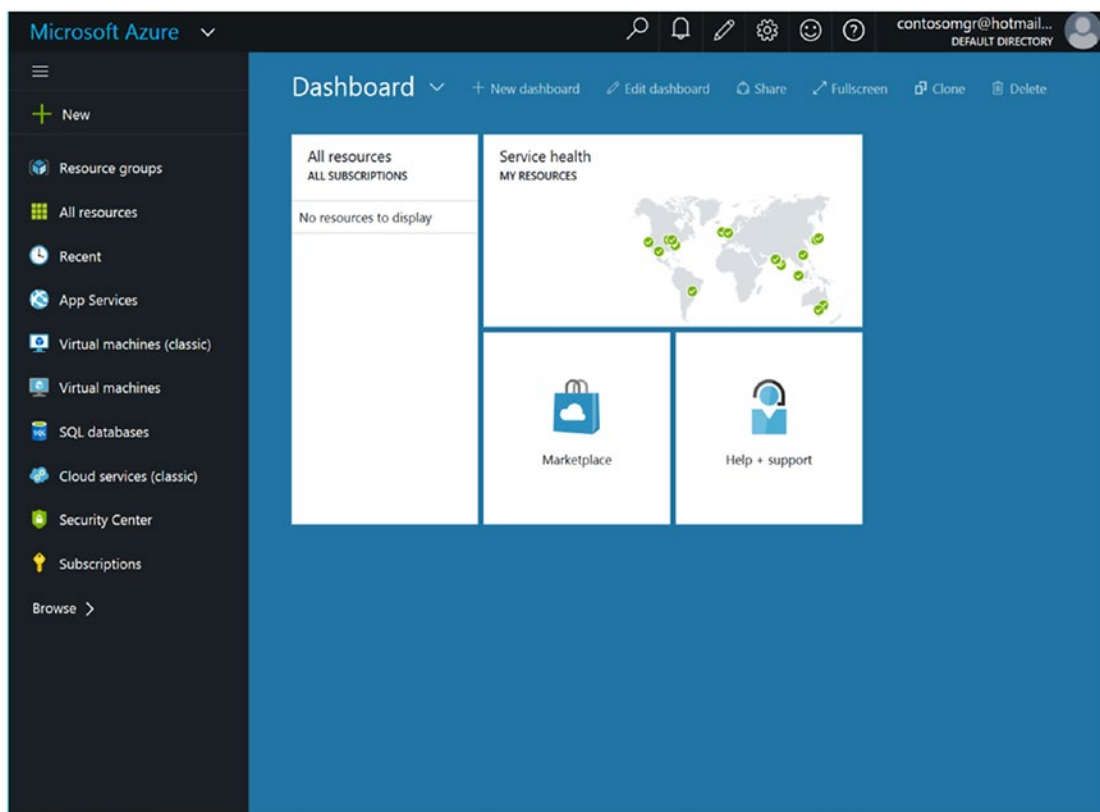 Microsoft Azure
contosomgr@hotmail...
DEFAULT DIRECTORY
New
Resource groups
All resources
Recent
App Services
Virtual machines (classic)
Virtual machines
SQL databases
Cloud services (classic)
Security Center
Subscriptions
Browse >
Dashboard
+ New dashboard
Edit dashboard
Share
Fullscreen
Clone
Delete
All resources
ALL SUBSCRIPTIONS
No resources to display
Service health
MY RESOURCES
Marketplace
Help + support